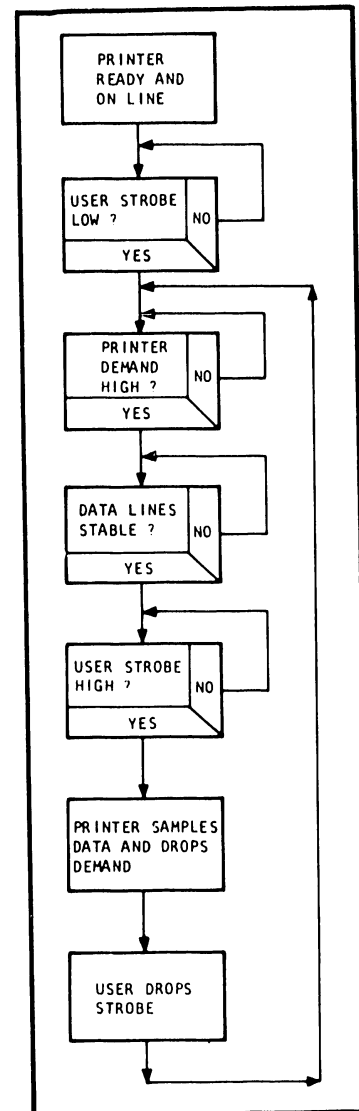 PRINTER
READY AND
ON LINE
USER STROBE
LOW ?
NO
YES
PRINTER
DEMAND
HIGH ?
NO
YES
DATA LINES
STABLE ?
NO
YES
USER STROBE
HIGH ?
NO
YES
PRINTER SAMPLES
DATA AND DROPS
DEMAND
USER DROPS
STROBE